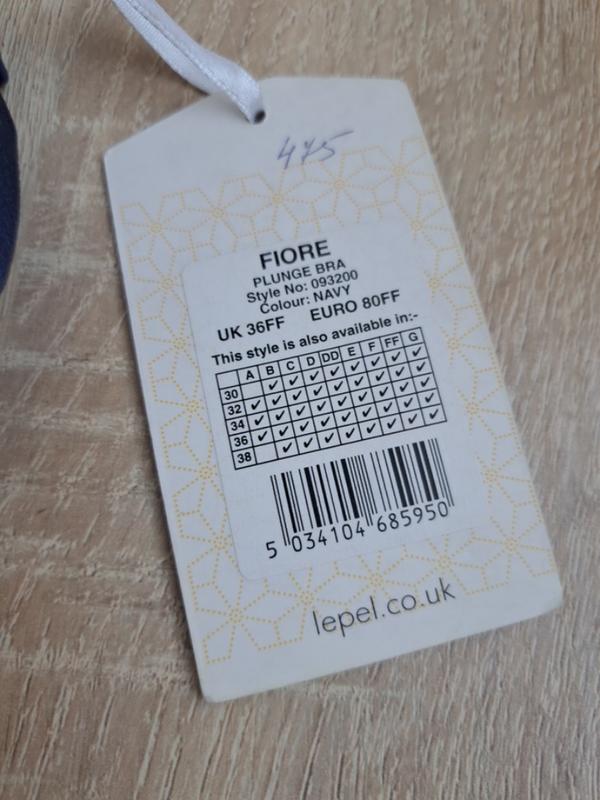 475
FIORE
PLUNGE BRA
Style No: 093200
Colour: NAVY
UK 36FF EURO 80FF
This style is also available in:-
A B C D DD E F FF G
30 ✓ ✓ ✓ ✓ ✓ ✓ ✓ ✓
32 ✓ ✓ ✓ ✓ ✓ ✓ ✓ ✓ ✓
34 ✓ ✓ ✓ ✓ ✓ ✓ ✓ ✓ ✓
36 ✓ ✓ ✓ ✓ ✓ ✓ ✓ ✓ ✓
38 ✓ ✓ ✓ ✓ ✓ ✓ ✓ ✓
5 034104 685950
lepel.co.uk